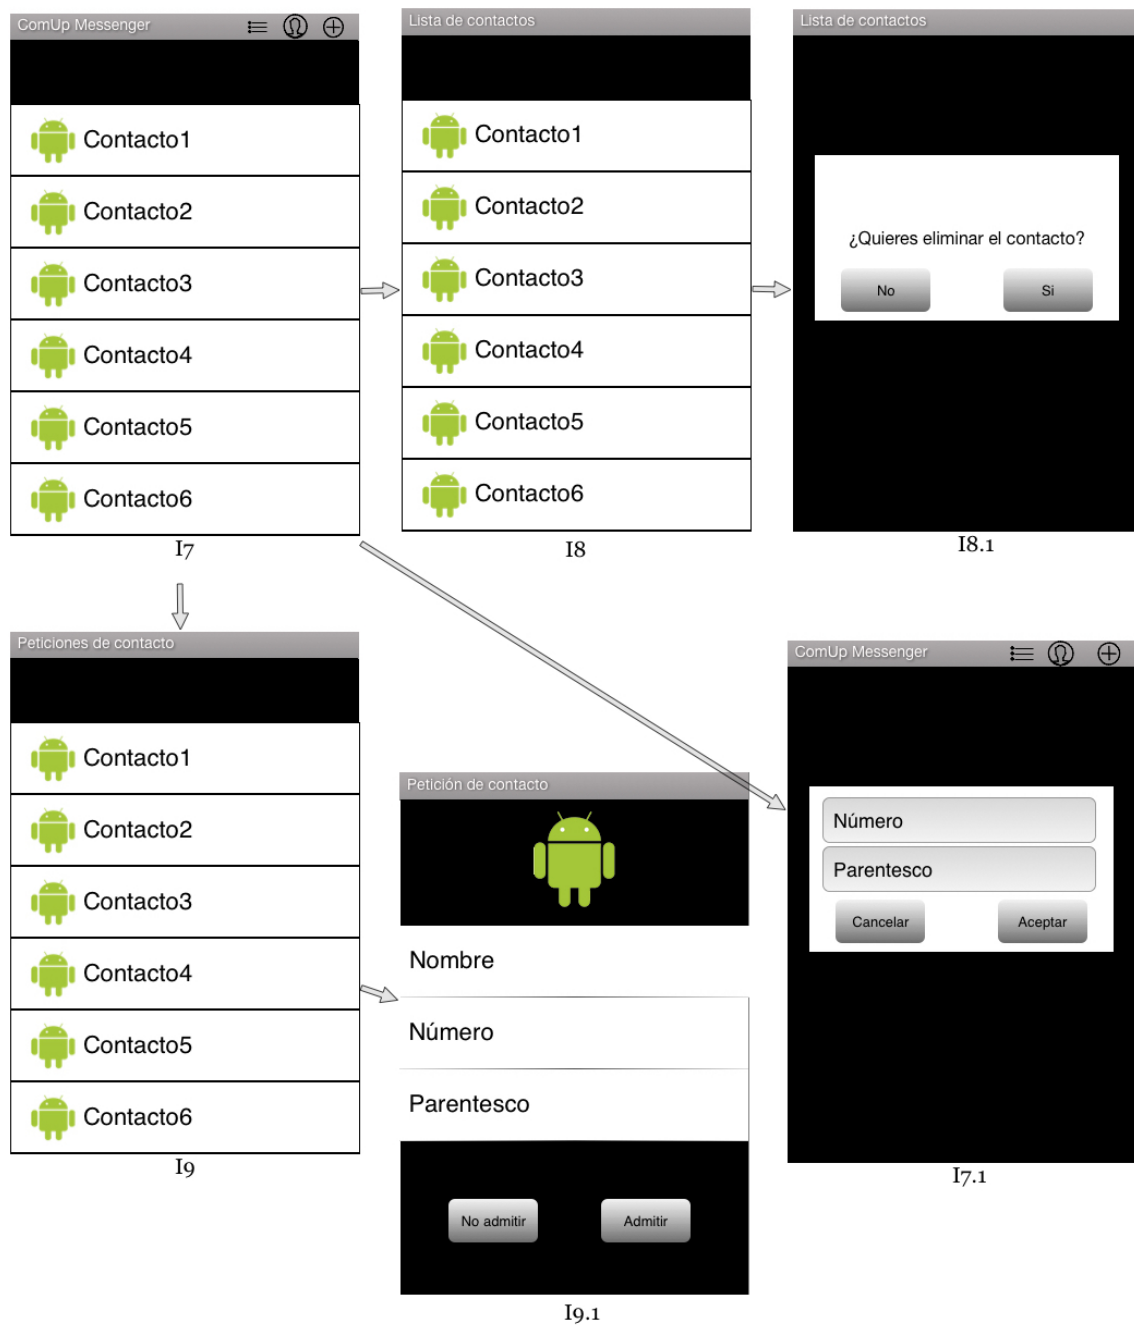 ComUp Messenger
Contacto1
Contacto2
Contacto3
Contacto4
Contacto5
Contacto6
I7
Lista de contactos
Contacto1
Contacto2
Contacto3
Contacto4
Contacto5
Contacto6
I8
Lista de contactos
¿Quieres eliminar el contacto?
No Si
I8.1
Peticiones de contacto
Contacto1
Contacto2
Contacto3
Contacto4
Contacto5
Contacto6
I9
Petición de contacto
Nombre
Número
Parentesco
No admitir Admitir
I9.1
ComUp Messenger
Número
Parentesco
Cancelar Aceptar
I7.1